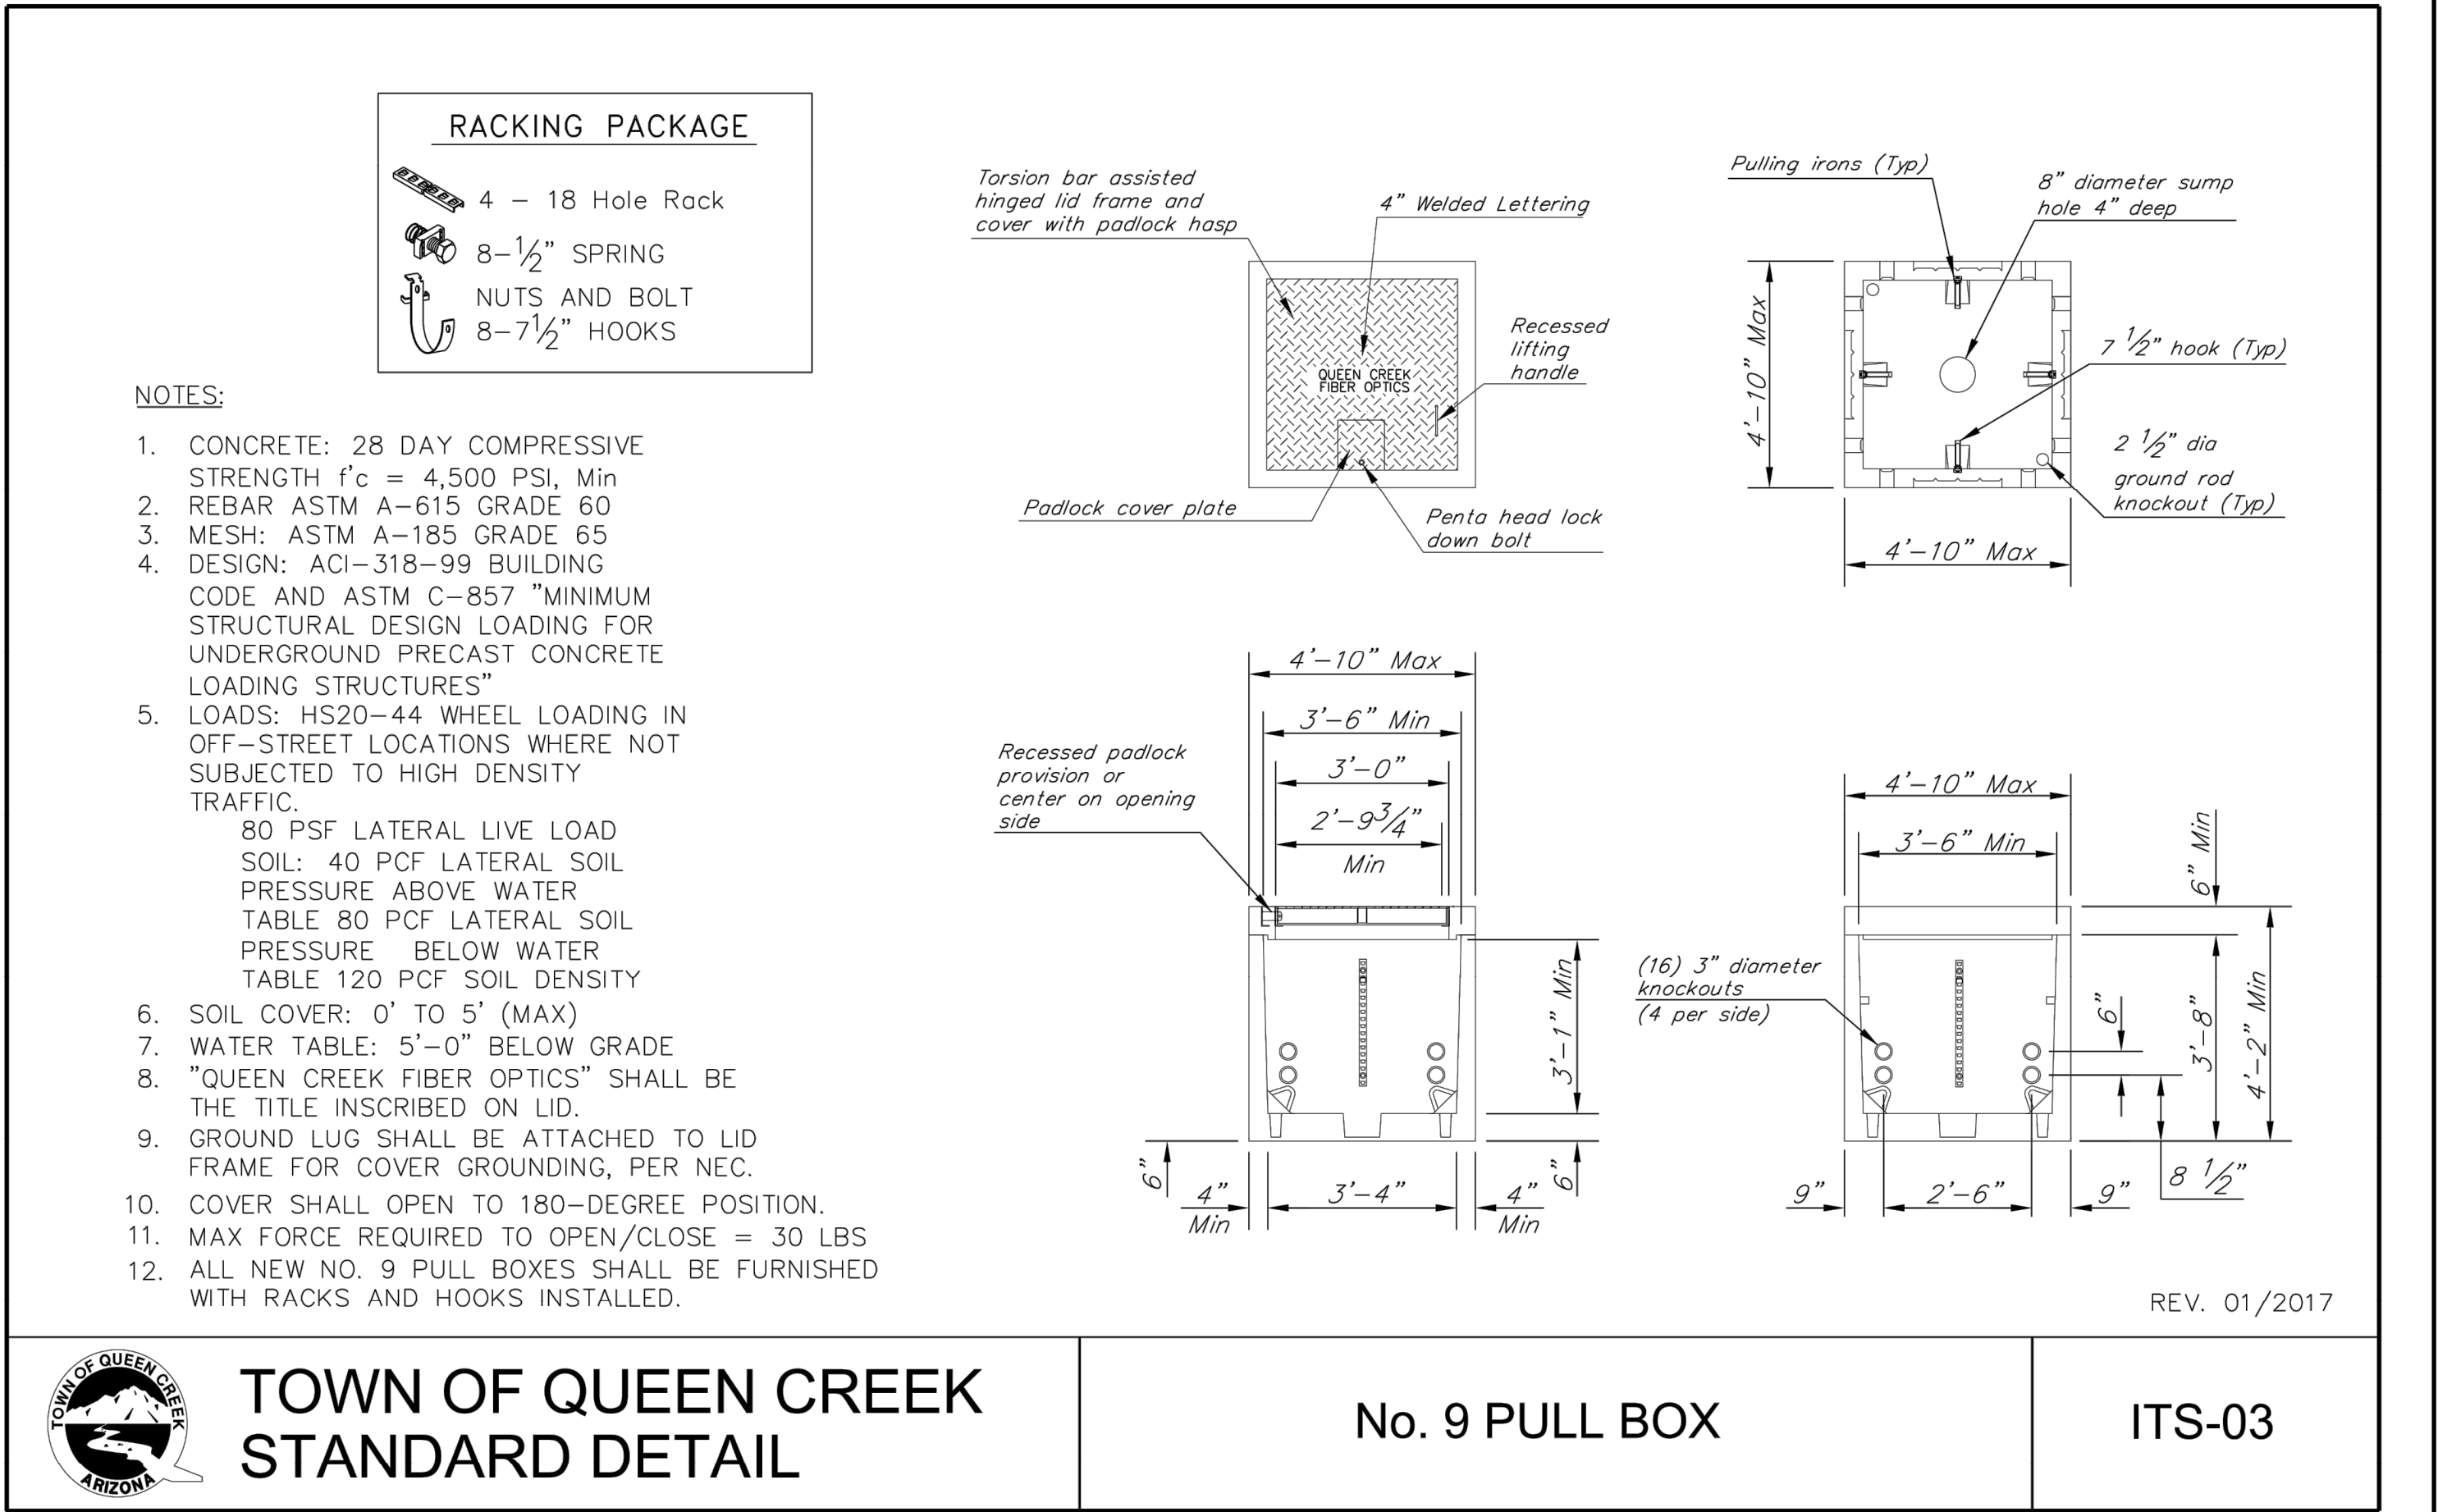 RACKING PACKAGE
4 – 18 Hole Rack
8–1/2" SPRING
NUTS AND BOLT
8–7 1/2" HOOKS
NOTES:
1. CONCRETE: 28 DAY COMPRESSIVE
STRENGTH f'c = 4,500 PSI, Min
2. REBAR ASTM A–615 GRADE 60
3. MESH: ASTM A–185 GRADE 65
4. DESIGN: ACI–318–99 BUILDING
CODE AND ASTM C–857 "MINIMUM
STRUCTURAL DESIGN LOADING FOR
UNDERGROUND PRECAST CONCRETE
LOADING STRUCTURES"
5. LOADS: HS20–44 WHEEL LOADING IN
OFF–STREET LOCATIONS WHERE NOT
SUBJECTED TO HIGH DENSITY
TRAFFIC.
80 PSF LATERAL LIVE LOAD
SOIL: 40 PCF LATERAL SOIL
PRESSURE ABOVE WATER
TABLE 80 PCF LATERAL SOIL
PRESSURE BELOW WATER
TABLE 120 PCF SOIL DENSITY
6. SOIL COVER: 0' TO 5' (MAX)
7. WATER TABLE: 5'–0" BELOW GRADE
8. "QUEEN CREEK FIBER OPTICS" SHALL BE
THE TITLE INSCRIBED ON LID.
9. GROUND LUG SHALL BE ATTACHED TO LID
FRAME FOR COVER GROUNDING, PER NEC.
10. COVER SHALL OPEN TO 180–DEGREE POSITION.
11. MAX FORCE REQUIRED TO OPEN/CLOSE = 30 LBS
12. ALL NEW NO. 9 PULL BOXES SHALL BE FURNISHED
WITH RACKS AND HOOKS INSTALLED.
Torsion bar assisted
hinged lid frame and
cover with padlock hasp
4" Welded Lettering
QUEEN CREEK
FIBER OPTICS
Recessed
lifting
handle
Padlock cover plate
Penta head lock
down bolt
Pulling irons (Typ)
8" diameter sump
hole 4" deep
4'–10" Max
7 1/2" hook (Typ)
2 1/2" dia
ground rod
knockout (Typ)
4'–10" Max
4'–10" Max
3'–6" Min
3'–0"
2'–9 3/4"
Min
Recessed padlock
provision or
center on opening
side
3'–1" Min
6"
4"
Min
3'–4"
4"
Min
6"
4'–10" Max
3'–6" Min
6" Min
(16) 3" diameter
knockouts
(4 per side)
6"
3'–8"
4'–2" Min
8 1/2"
9"
2'–6"
9"
REV. 01/2017
TOWN OF QUEEN CREEK
ARIZONA
TOWN OF QUEEN CREEK
STANDARD DETAIL
No. 9 PULL BOX
ITS-03